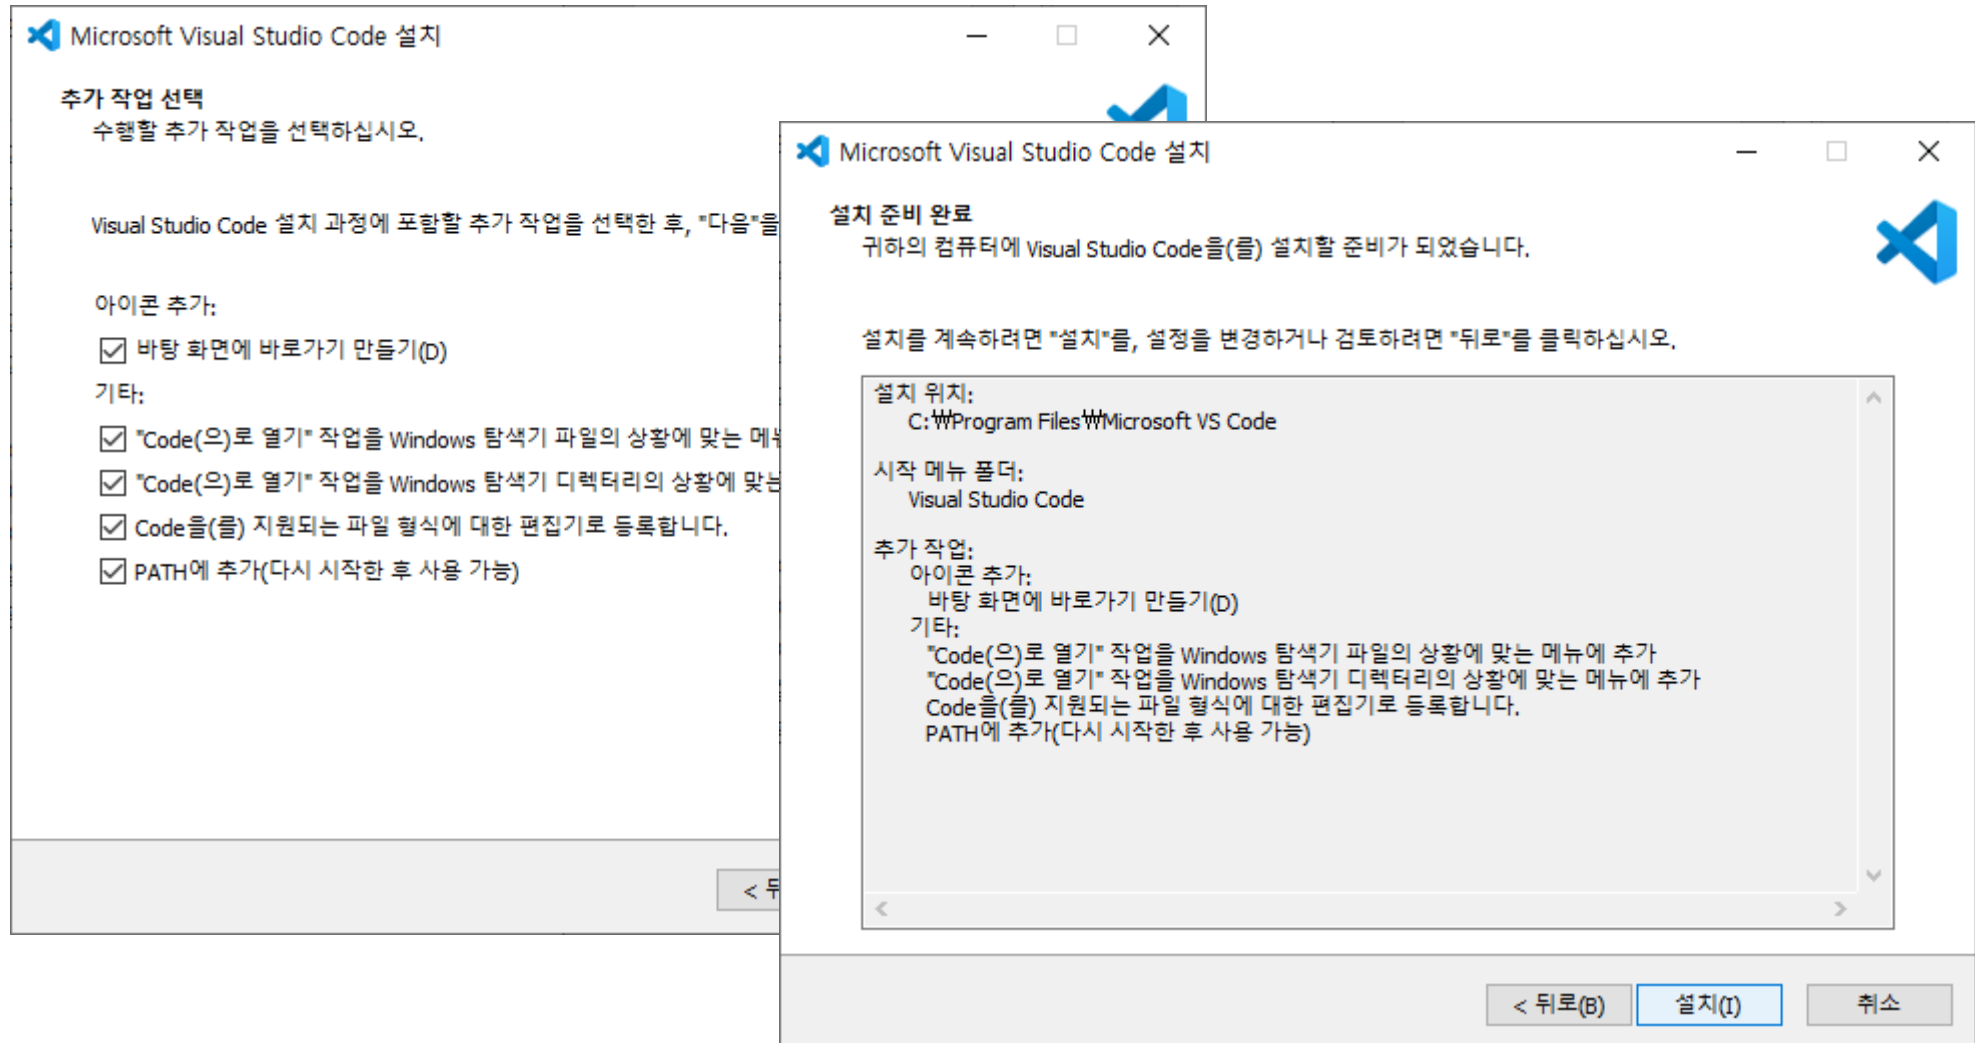 Microsoft Visual Studio Code 설치
추가 작업 선택
수행할 추가 작업을 선택하십시오.
Visual Studio Code 설치 과정에 포함할 추가 작업을 선택한 후, "다음"을
아이콘 추가:
바탕 화면에 바로가기 만들기(D)
기타:
"Code(으)로 열기" 작업을 Windows 탐색기 파일의 상황에 맞는
"Code(으)로 열기" 작업을 Windows 탐색기 디렉터리의 상황에 맞는
Code을(를) 지원되는 파일 형식에 대한 편집기로 등록합니다.
PATH에 추가(다시 시작한 후 사용 가능)
<
Microsoft Visual Studio Code 설치
설치 준비 완료
귀하의 컴퓨터에 Visual Studio Code을(를) 설치할 준비가 되었습니다.
설치를 계속하려면 "설치"를, 설정을 변경하거나 검토하려면 "뒤로"를 클릭하십시오.
설치 위치:
C:₩Program Files₩Microsoft VS Code
시작 메뉴 폴더:
Visual Studio Code
추가 작업:
아이콘 추가:
바탕 화면에 바로가기 만들기(D)
기타:
"Code(으)로 열기" 작업을 Windows 탐색기 파일의 상황에 맞는 메뉴에 추가
"Code(으)로 열기" 작업을 Windows 탐색기 디렉터리의 상황에 맞는 메뉴에 추가
Code을(를) 지원되는 파일 형식에 대한 편집기로 등록합니다.
PATH에 추가(다시 시작한 후 사용 가능)
< 뒤로(B)
설치(I)
취소